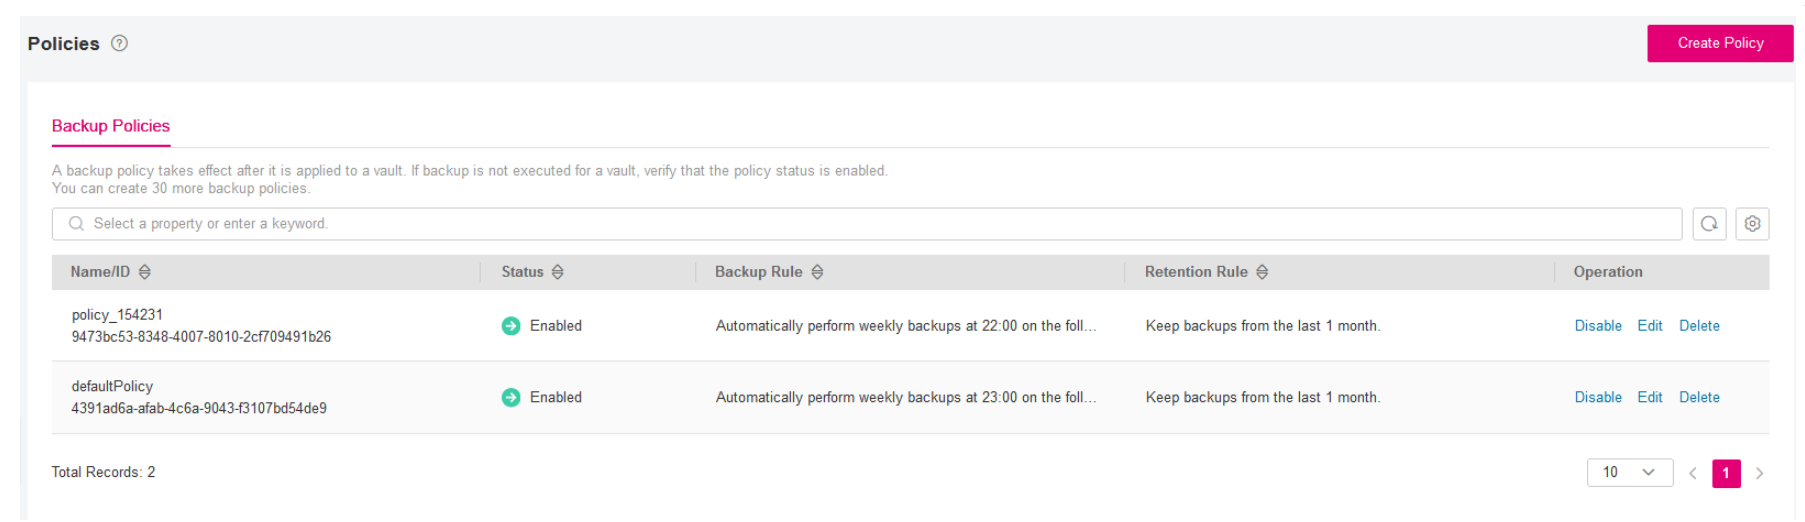 Policies ?
Create Policy
Backup Policies
A backup policy takes effect after it is applied to a vault. If backup is not executed for a vault, verify that the policy status is enabled.
You can create 30 more backup policies.
Select a property or enter a keyword.
Name/ID Status Backup Rule Retention Rule Operation
policy_154231
9473bc53-8348-4007-8010-2cf709491b26
Enabled Automatically perform weekly backups at 22:00 on the foll... Keep backups from the last 1 month. Disable Edit Delete
defaultPolicy
4391ad6a-afab-4c6a-9043-f3107bd54de9
Enabled Automatically perform weekly backups at 23:00 on the foll... Keep backups from the last 1 month. Disable Edit Delete
Total Records: 2
10 < 1 >